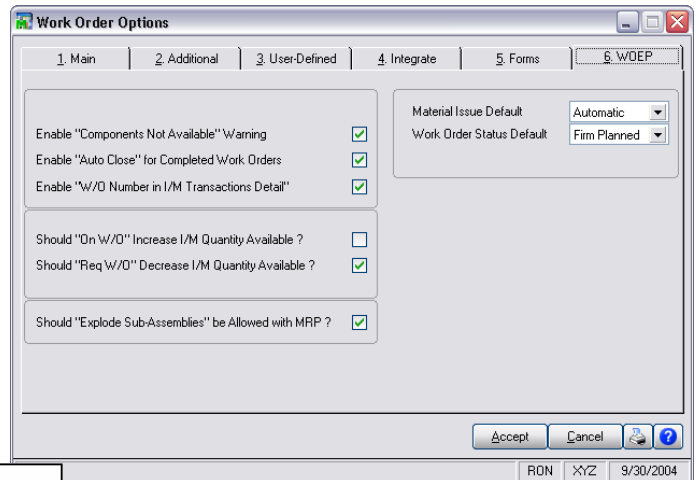 Work Order Options
1. Main
2. Additional
3. User-Defined
4. Integrate
5. Forms
6. WOEP
Enable "Components Not Available" Warning
Enable "Auto Close" for Completed Work Orders
Enable "W/O Number in I/M Transactions Detail"
Should "On W/O" Increase I/M Quantity Available ?
Should "Req W/O" Decrease I/M Quantity Available ?
Should "Explode Sub-Assemblies" be Allowed with MRP ?
Material Issue Default Automatic
Work Order Status Default Firm Planned
Accept
Cancel
RON XYZ 9/30/2004